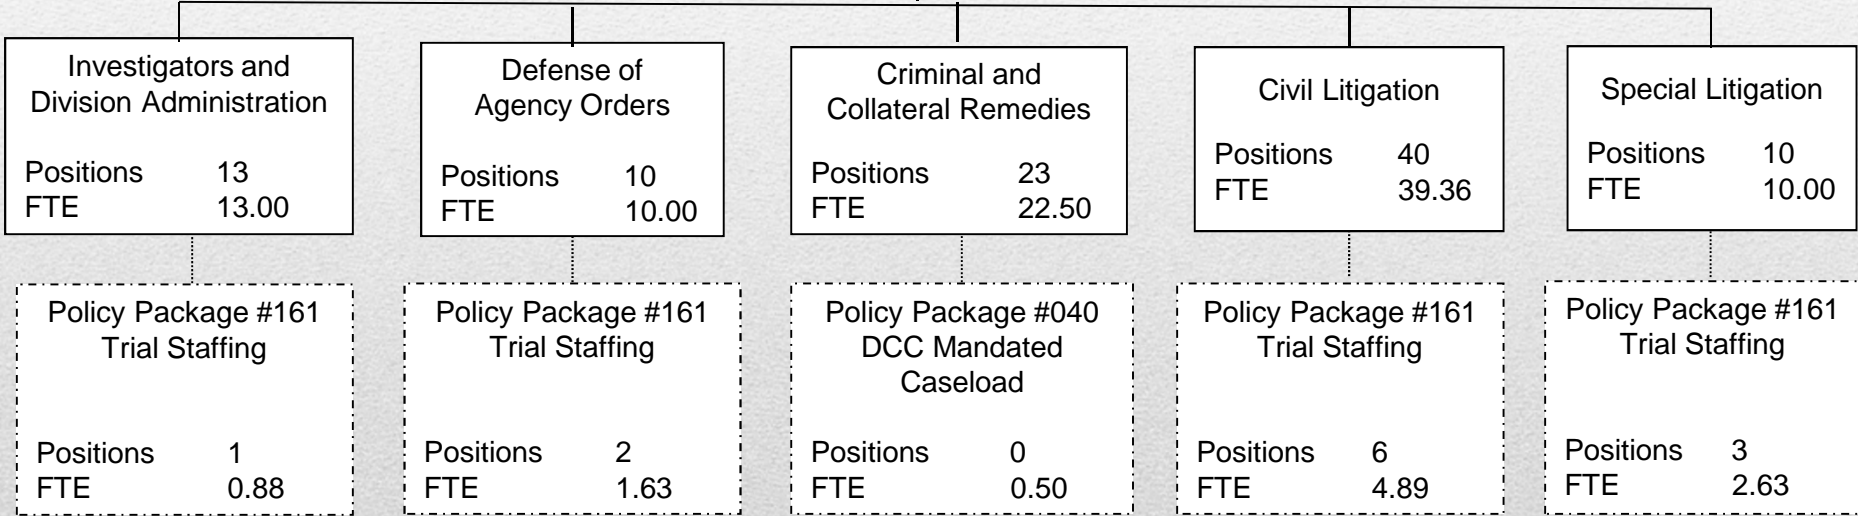 Investigators and
Division Administration
Positions 13
FTE 13.00
Defense of
Agency Orders
Positions 10
FTE 10.00
Criminal and
Collateral Remedies
Positions 23
FTE 22.50
Civil Litigation
Positions 40
FTE 39.36
Special Litigation
Positions 10
FTE 10.00
Policy Package #161
Trial Staffing
Positions 1
FTE 0.88
Policy Package #161
Trial Staffing
Positions 2
FTE 1.63
Policy Package #040
DCC Mandated
Caseload
Positions 0
FTE 0.50
Policy Package #161
Trial Staffing
Positions 6
FTE 4.89
Policy Package #161
Trial Staffing
Positions 3
FTE 2.63